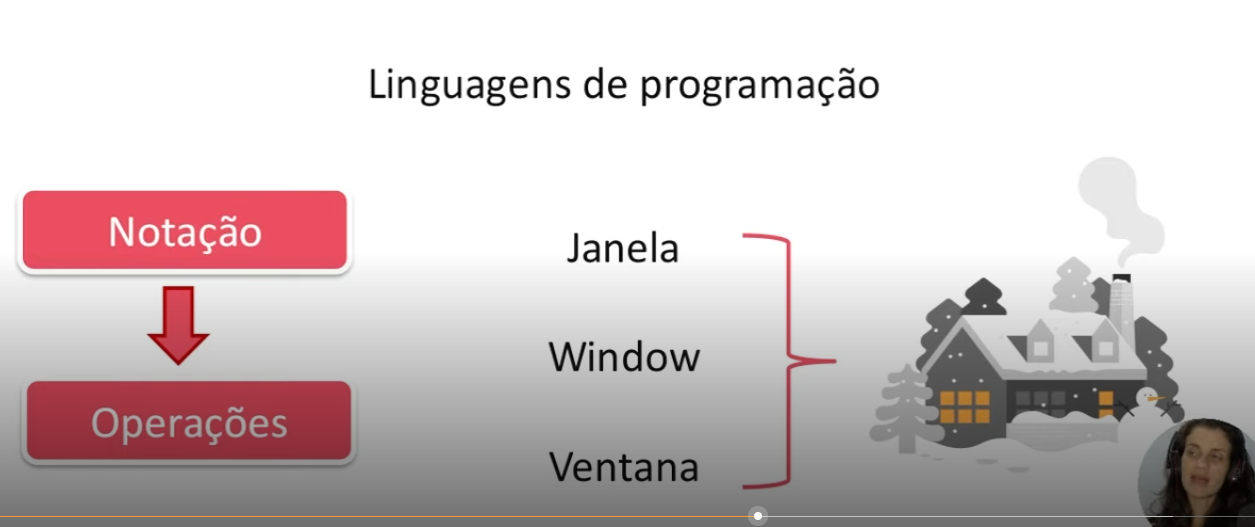 Linguagens de programação
Notação
Operações
Janela
Window
Ventana